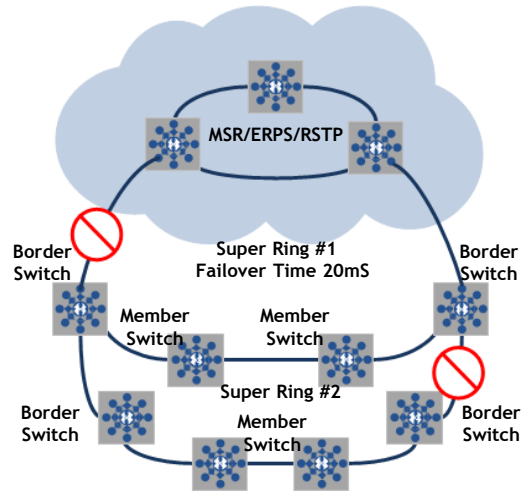 MSR/ERPS/RSTP
Super Ring #1
Failover Time 20mS
Border
Switch
Border
Switch
Member
Switch
Member
Switch
Super Ring #2
Border
Switch
Member
Switch
Border
Switch